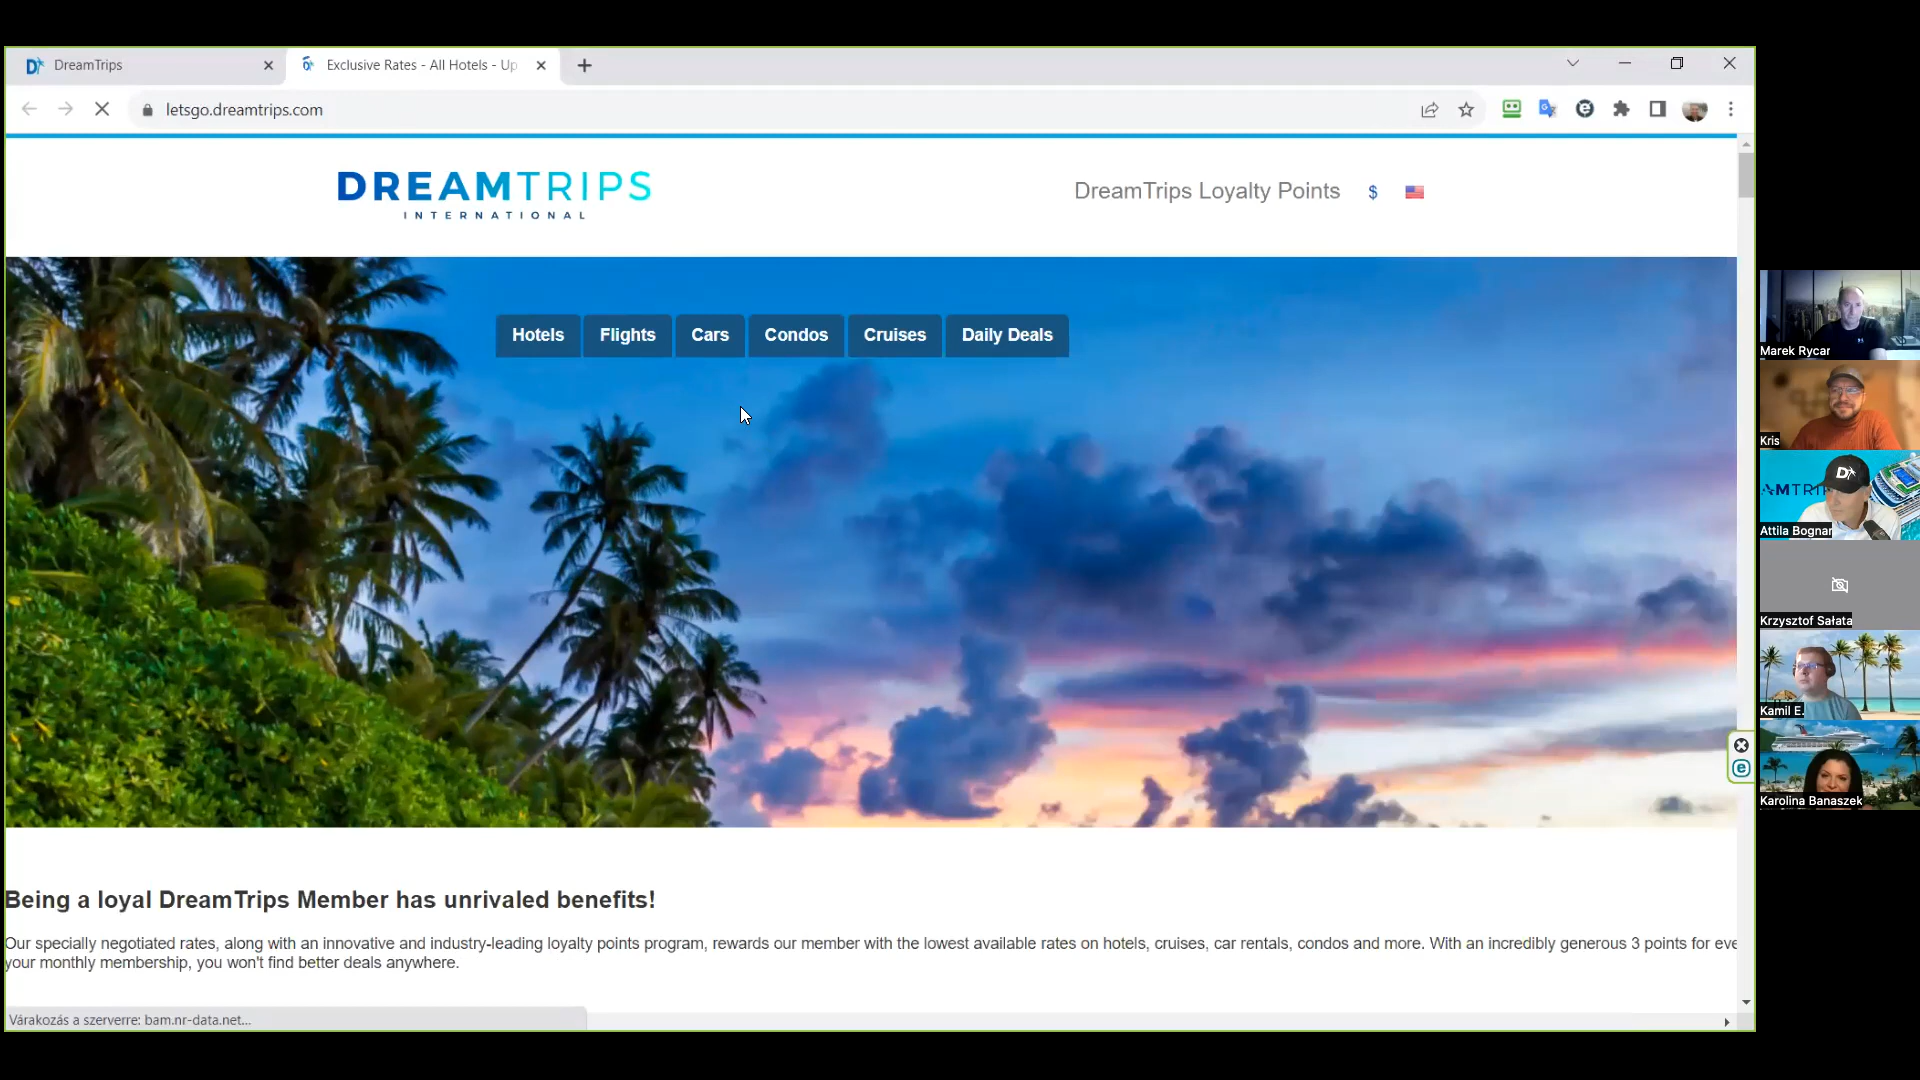 DreamTrips
Exclusive Rates - All Hotels - Up
letsgo.dreamtrips.com
DREAMTRIPS
INTERNATIONAL
DreamTrips Loyalty Points
$
Hotels
Flights
Cars
Condos
Cruises
Daily Deals
Being a loyal DreamTrips Member has unrivaled benefits!
Our specially negotiated rates, along with an innovative and industry-leading loyalty points program, rewards our member with the lowest available rates on hotels, cruises, car rentals, condos and more. With an incredibly generous 3 points for eve
your monthly membership, you won't find better deals anywhere.
Várakozás a szerverre: bam.nr-data.net...
Marek Rycar
Kris
AMTRI
Attila Bognar
Krzysztof Sałata
Kamil E.
Karolina Banaszek